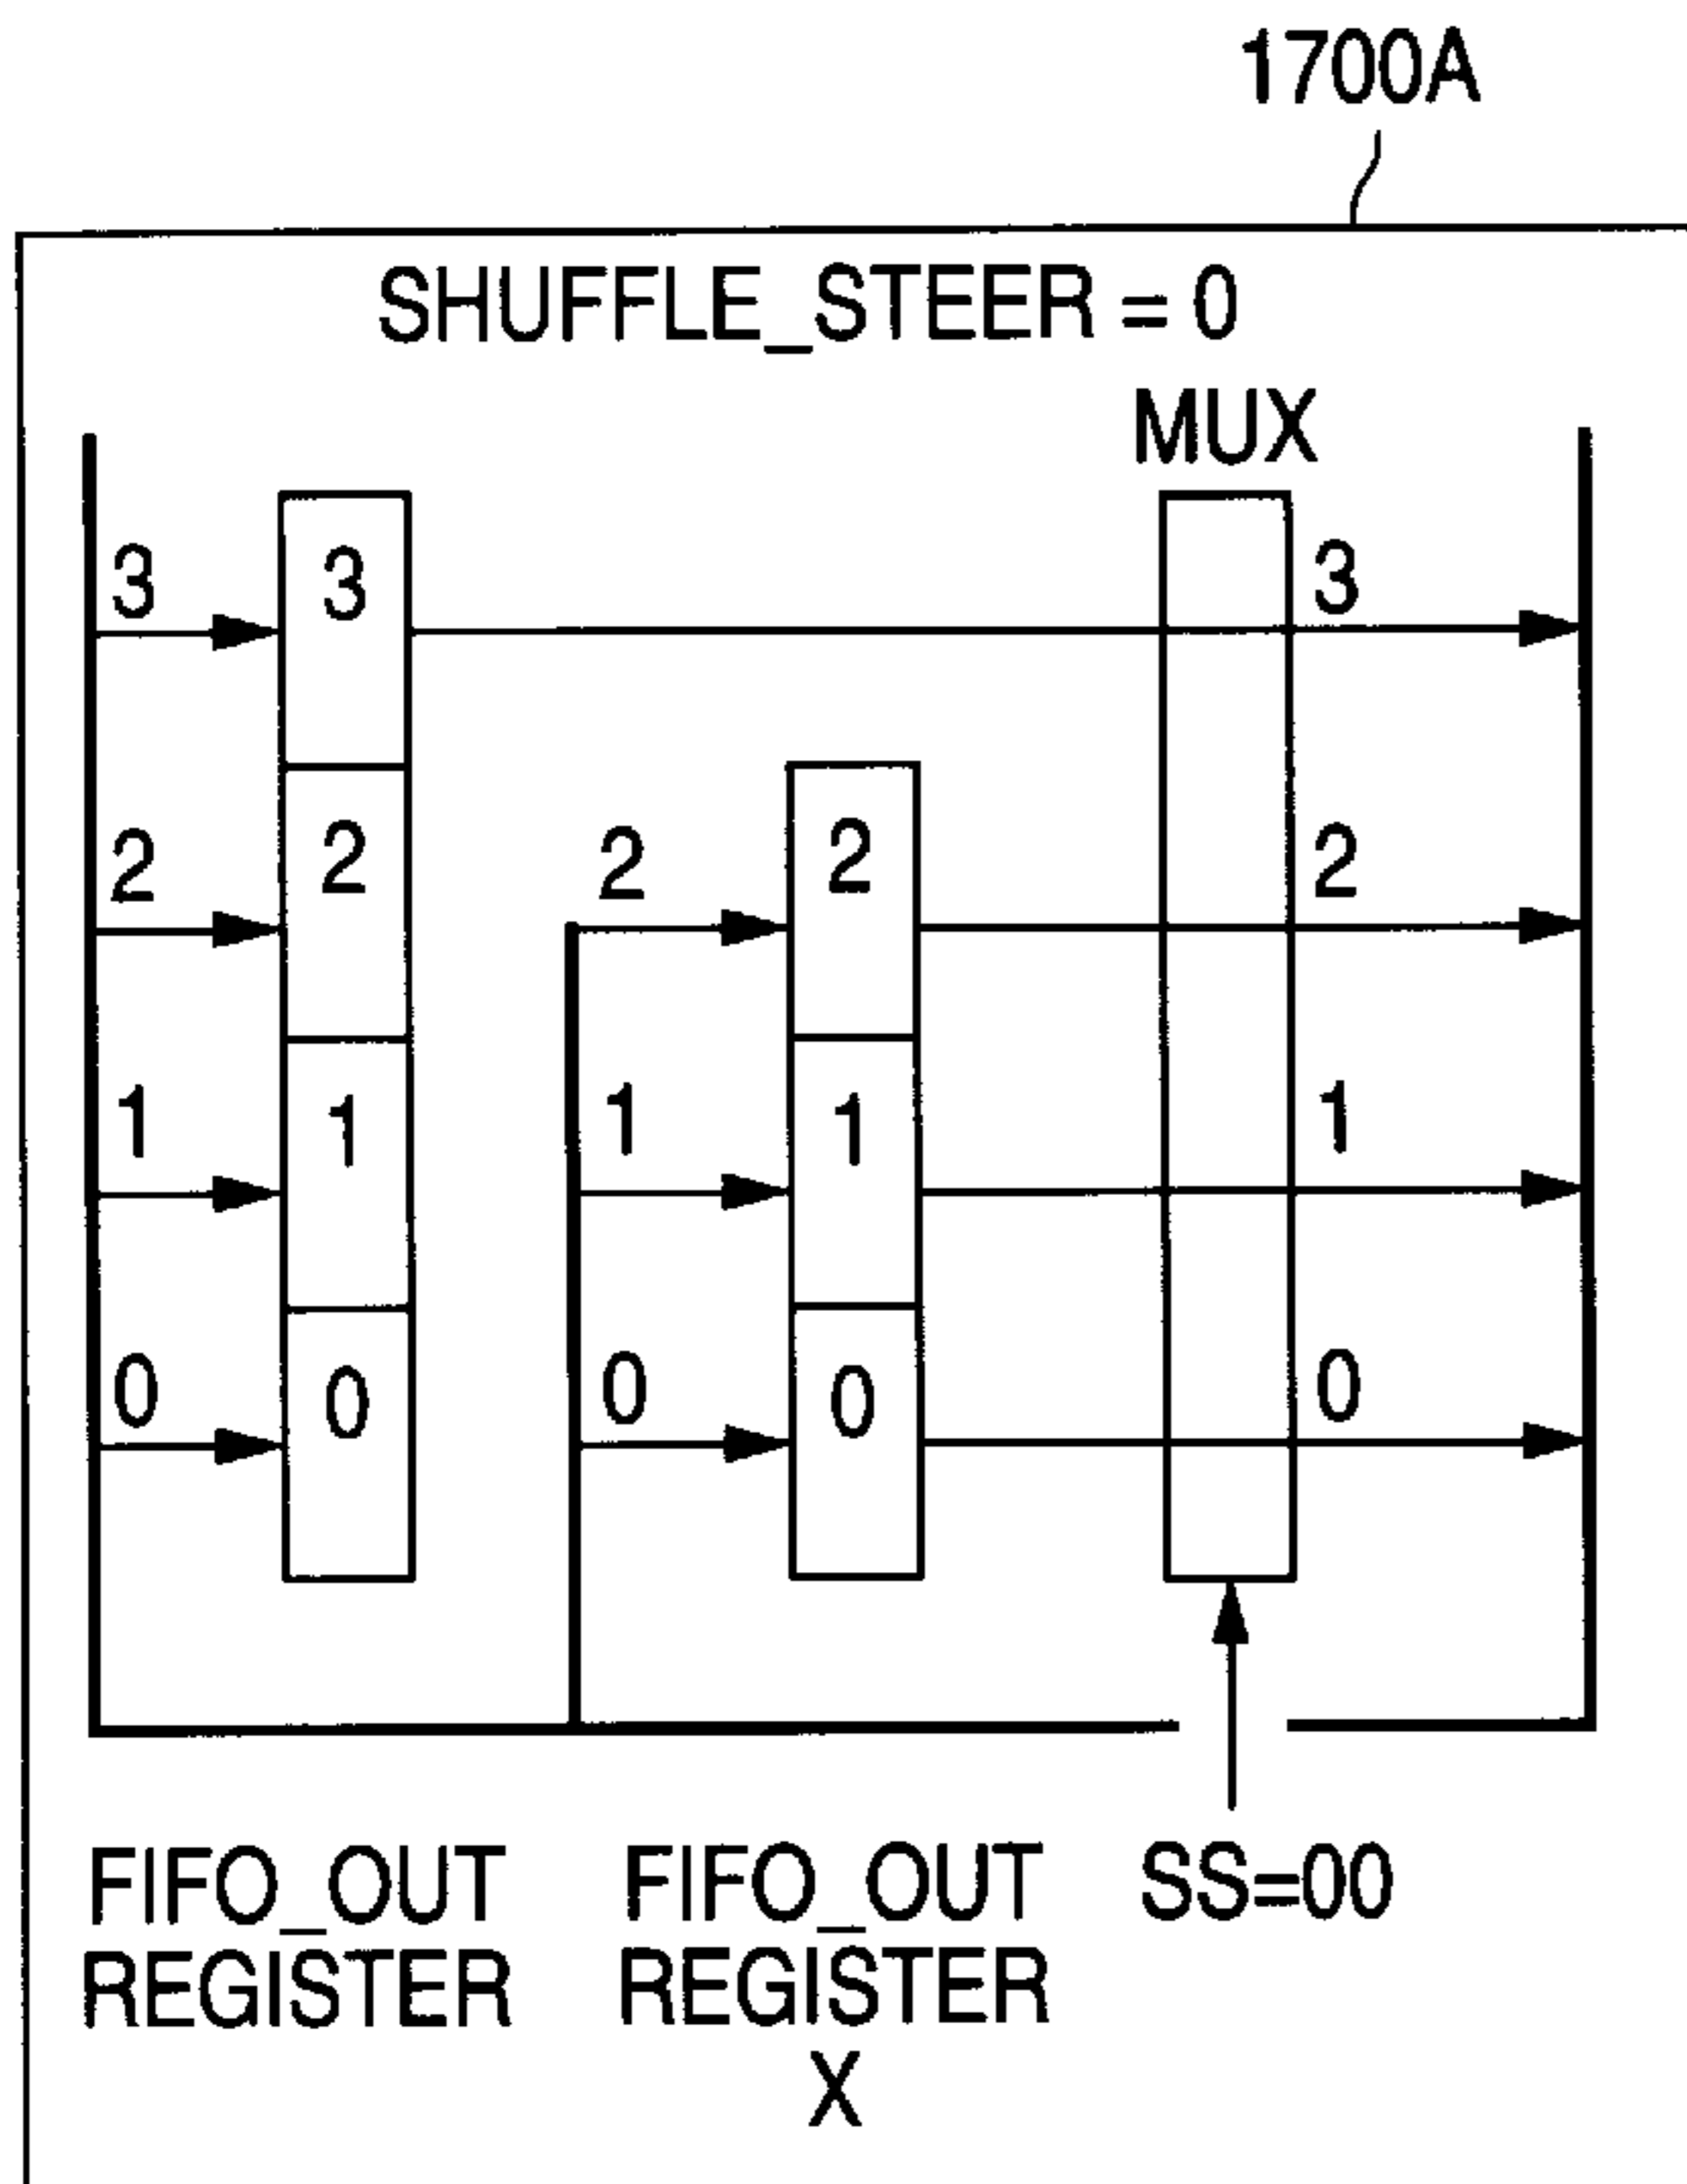 1700A
SHUFFLE_STEER = 0
MUX
3 3 3
2 2 2 2 2
1 1 1 1 1
0 0 0 0 0
FIFO_OUT REGISTER
FIFO_OUT REGISTER X
SS=00